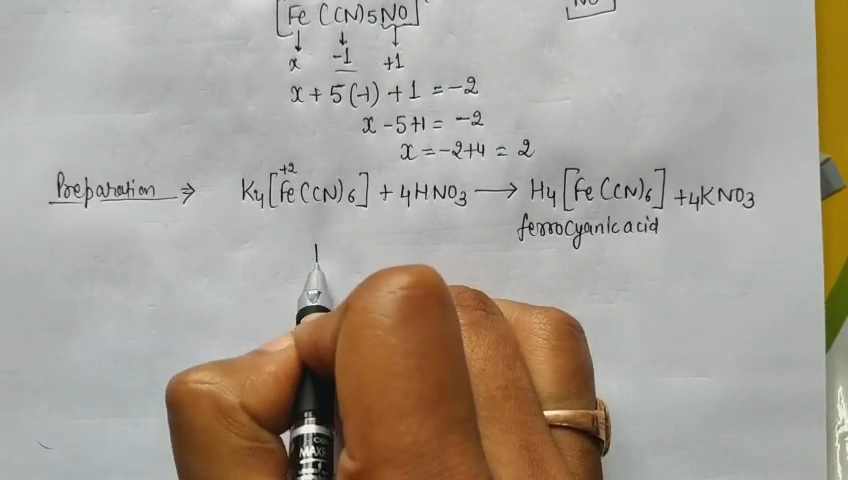 [Fe (CN)5NO]
x -1 +1
x + 5(-1) + 1 = -2
x - 5 + 1 = -2
x = -2+4 = 2
+2
Preparation ⇒ K4[Fe(CN)6] + 4HNO3 → H4[Fe(CN)6] + 4KNO3
ferrocyanic acid